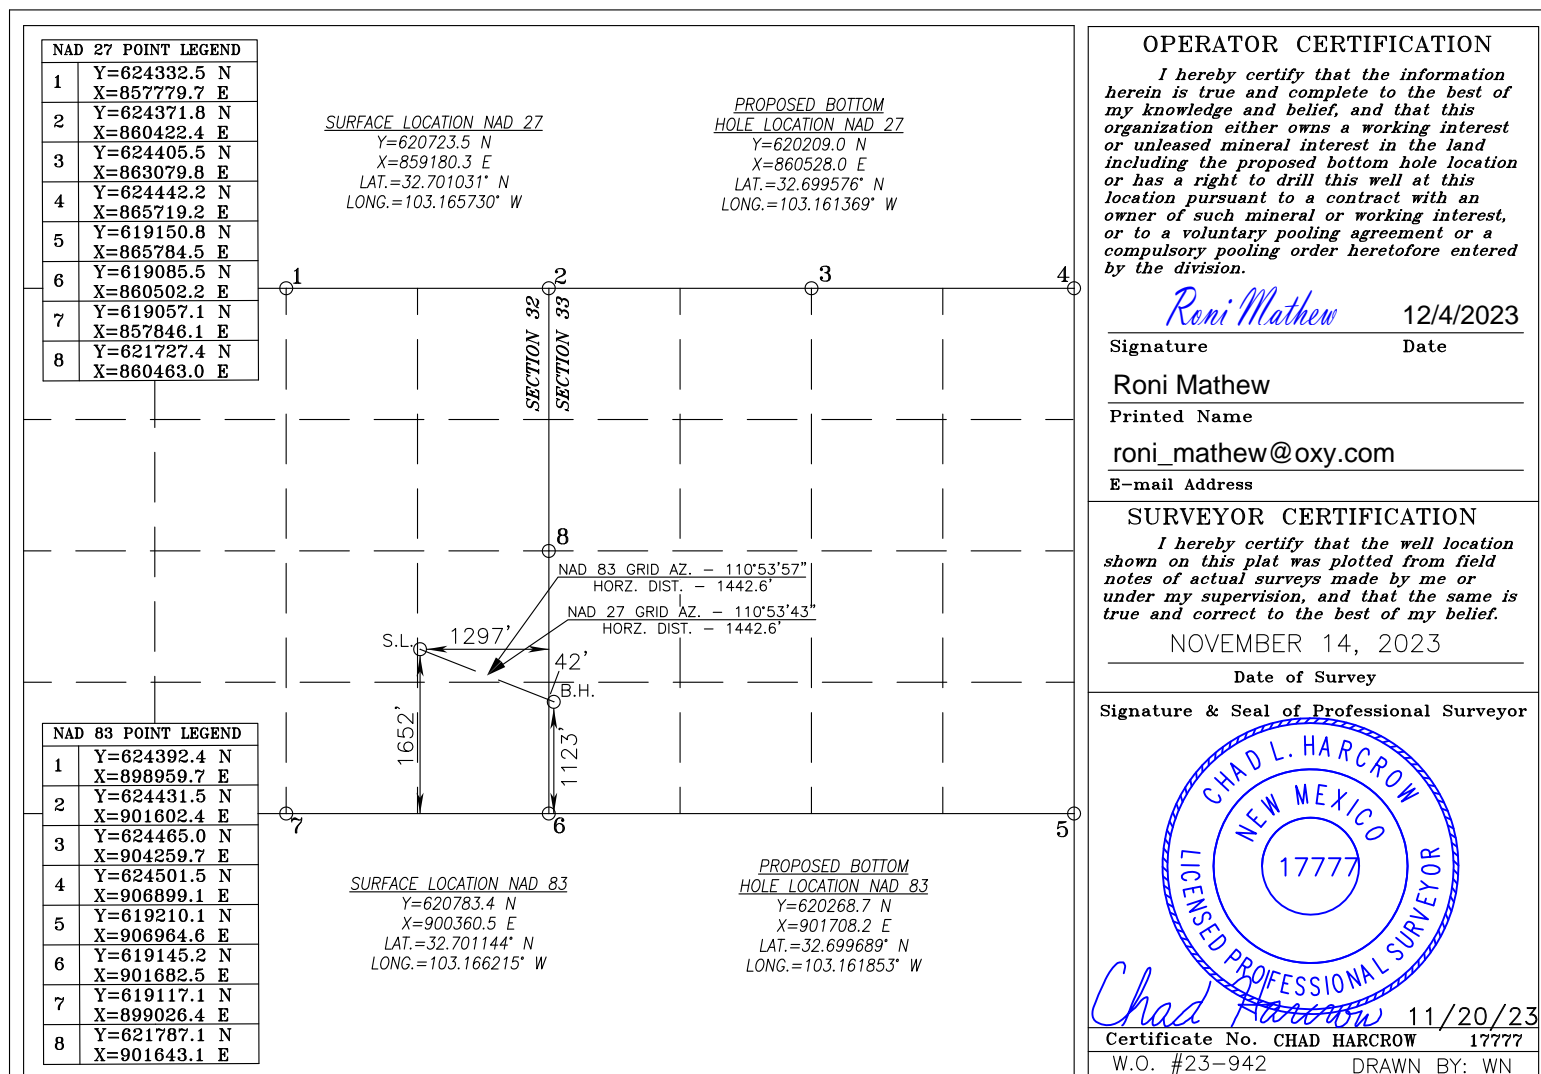 NAD 27 POINT LEGEND
1 Y=624332.5 N
X=857779.7 E
2 Y=624371.8 N
X=860422.4 E
3 Y=624405.5 N
X=863079.8 E
4 Y=624442.2 N
X=865719.2 E
5 Y=619150.8 N
X=865784.5 E
6 Y=619085.5 N
X=860502.2 E
7 Y=619057.1 N
X=857846.1 E
8 Y=621727.4 N
X=860463.0 E
SURFACE LOCATION NAD 27
Y=620723.5 N
X=859180.3 E
LAT.=32.701031° N
LONG.=103.165730° W
PROPOSED BOTTOM
HOLE LOCATION NAD 27
Y=620209.0 N
X=860528.0 E
LAT.=32.699576° N
LONG.=103.161369° W
1
2
3
4
SECTION 32
SECTION 33
8
NAD 83 GRID AZ. - 110°53'57"
HORZ. DIST. - 1442.6'
NAD 27 GRID AZ. - 110°53'43"
HORZ. DIST. - 1442.6'
S.L.
1297'
42'
B.H.
1652'
1123'
7
6
5
NAD 83 POINT LEGEND
1 Y=624392.4 N
X=898959.7 E
2 Y=624431.5 N
X=901602.4 E
3 Y=624465.0 N
X=904259.7 E
4 Y=624501.5 N
X=906899.1 E
5 Y=619210.1 N
X=906964.6 E
6 Y=619145.2 N
X=901682.5 E
7 Y=619117.1 N
X=899026.4 E
8 Y=621787.1 N
X=901643.1 E
SURFACE LOCATION NAD 83
Y=620783.4 N
X=900360.5 E
LAT.=32.701144° N
LONG.=103.166215° W
PROPOSED BOTTOM
HOLE LOCATION NAD 83
Y=620268.7 N
X=901708.2 E
LAT.=32.699689° N
LONG.=103.161853° W
OPERATOR CERTIFICATION
I hereby certify that the information
herein is true and complete to the best of
my knowledge and belief, and that this
organization either owns a working interest
or unleased mineral interest in the land
including the proposed bottom hole location
or has a right to drill this well at this
location pursuant to a contract with an
owner of such mineral or working interest,
or to a voluntary pooling agreement or a
compulsory pooling order heretofore entered
by the division.
Roni Mathew 12/4/2023
Signature Date
Roni Mathew
Printed Name
roni_mathew@oxy.com
E-mail Address
SURVEYOR CERTIFICATION
I hereby certify that the well location
shown on this plat was plotted from field
notes of actual surveys made by me or
under my supervision, and that the same is
true and correct to the best of my belief.
NOVEMBER 14, 2023
Date of Survey
Signature & Seal of Professional Surveyor
CHAD L. HARCROW
NEW MEXICO
17777
LICENSED PROFESSIONAL SURVEYOR
Chad Harcrow 11/20/23
Certificate No. CHAD HARCROW 17777
W.O. #23-942 DRAWN BY: WN